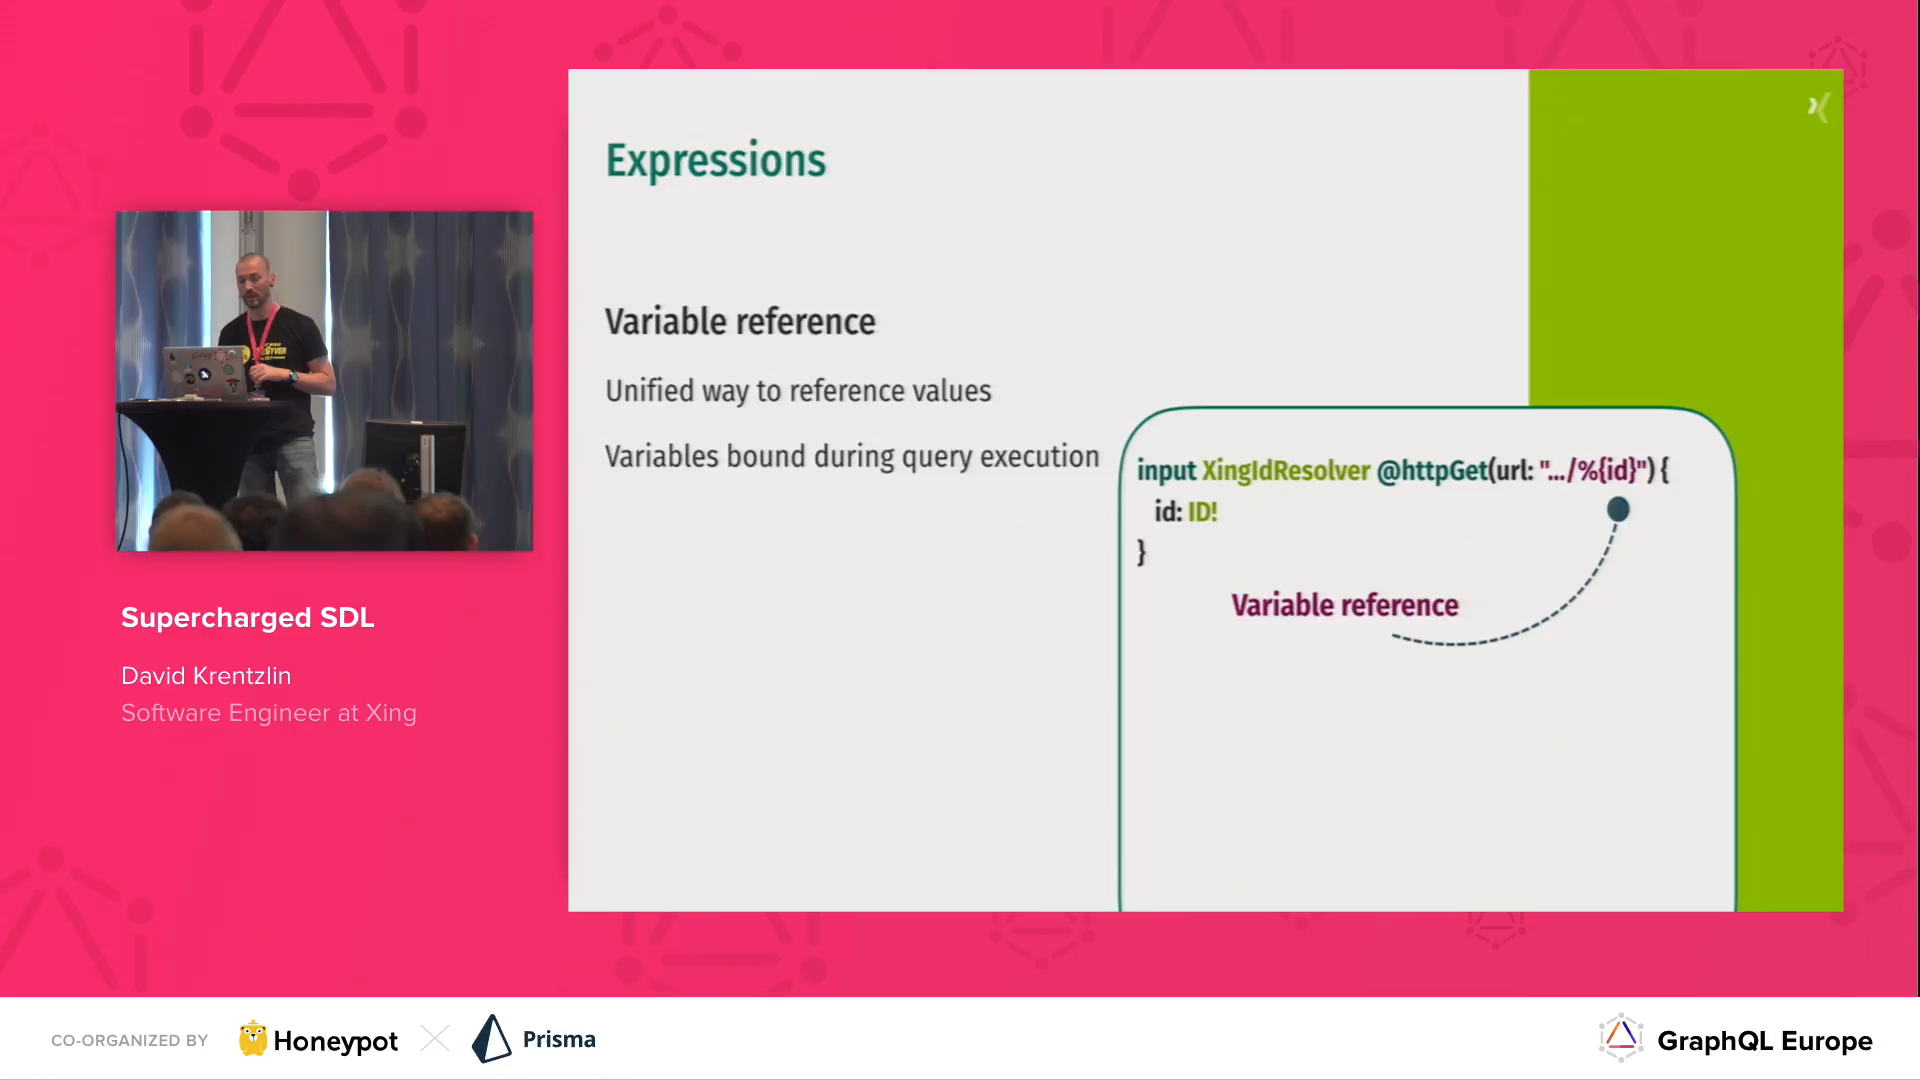 Expressions
Variable reference
Unified way to reference values
Variables bound during query execution
input XingIdResolver @httpGet(url: ".../%{id}") {
id: ID!
}
Variable reference
Supercharged SDL
David Krentzlin
Software Engineer at Xing
CO-ORGANIZED BY
Honeypot
Prisma
GraphQL Europe